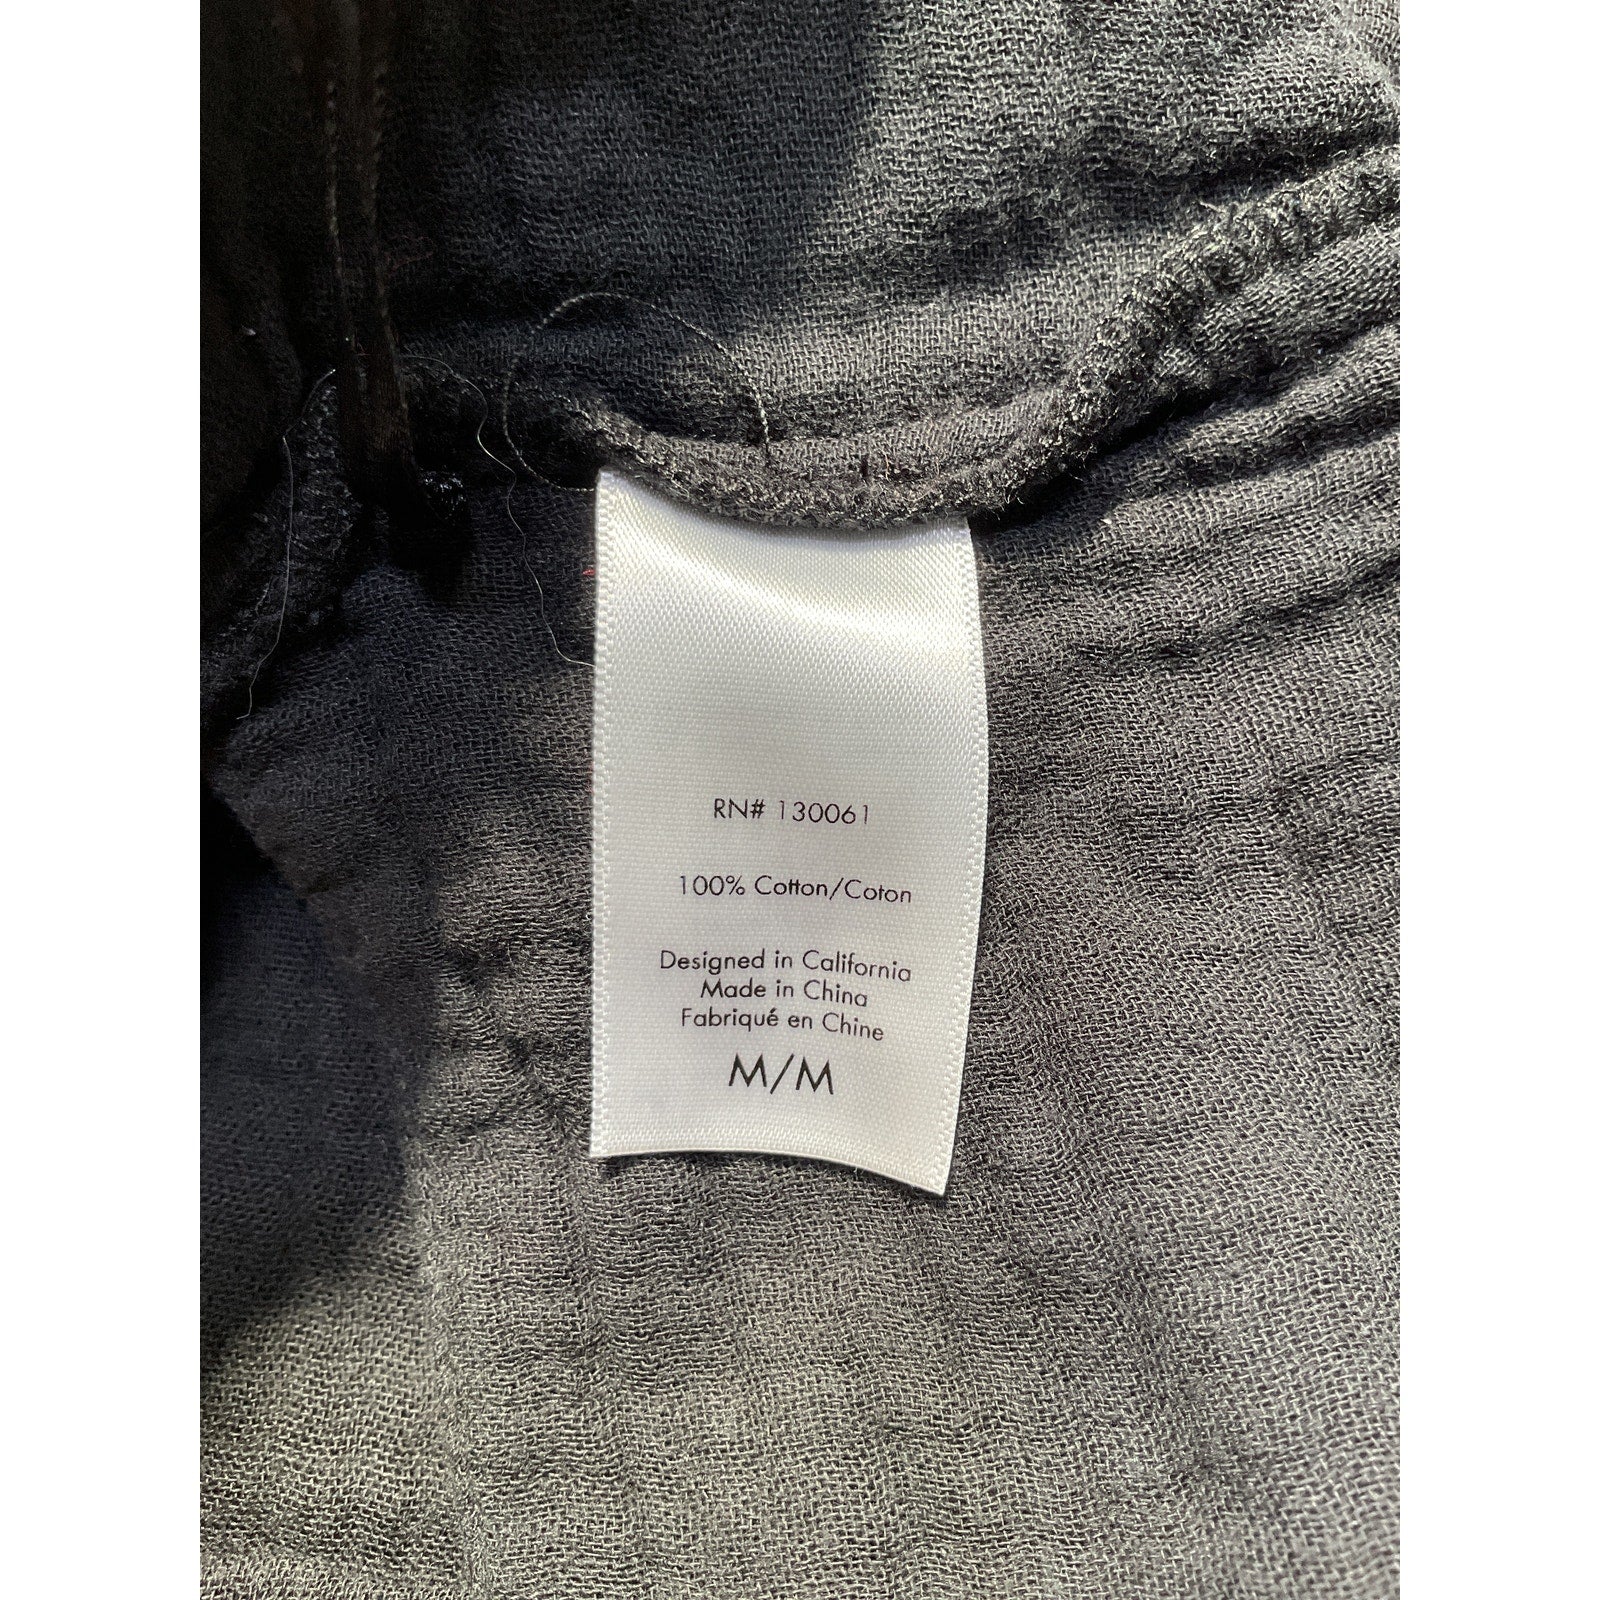 RN# 130061
100% Cotton/Coton
Designed in California
Made in China
Fabriqué en Chine
M/M